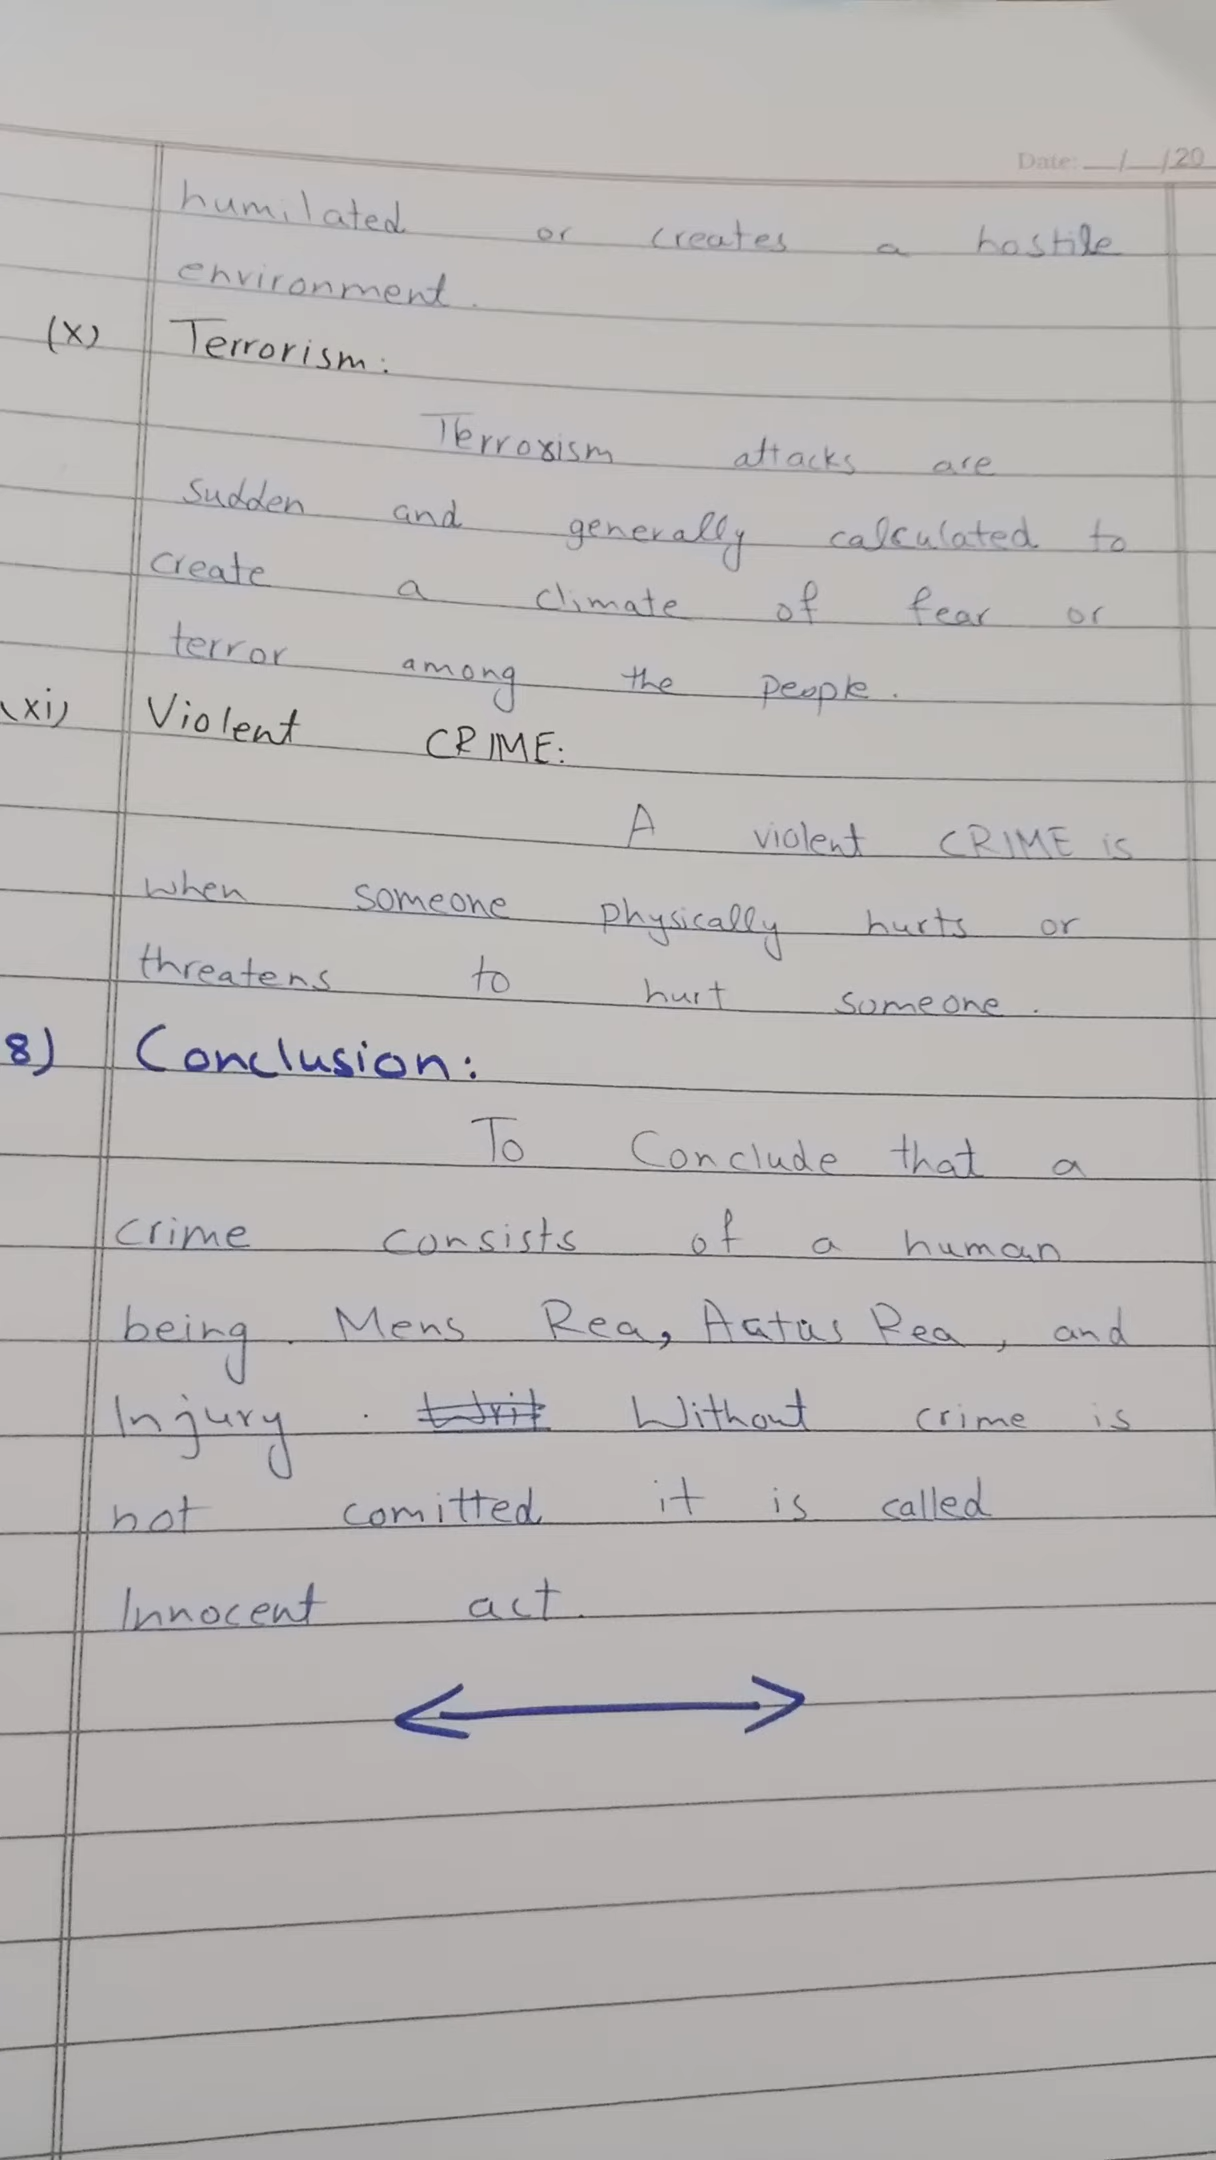 Date: __/__/20
humilated or creates a hostile
environment.
(X) Terrorism:
Terrorism attacks are
sudden and generally calculated to
create a climate of fear or
terror among the people.
(xi) Violent CRIME:
A violent CRIME is
when someone physically hurts or
threatens to hurt someone.
8) Conclusion:
To Conclude that a
crime consists of a human
being. Mens Rea, Aatus Rea, and
Injury. Without crime is
not comitted it is called
Innocent act.